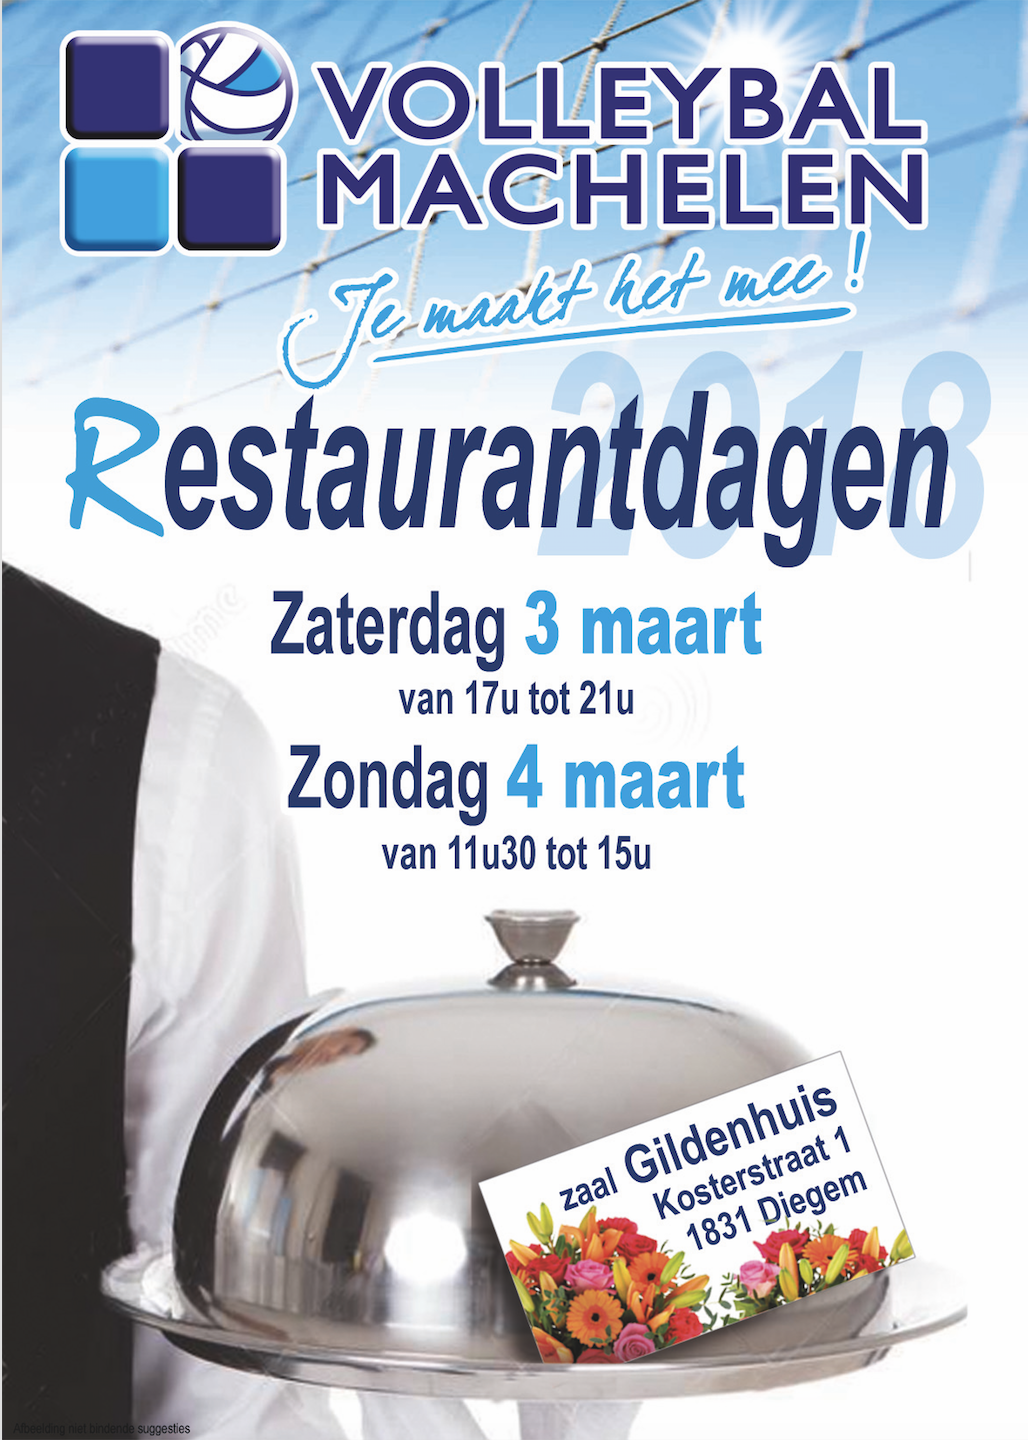 VOLLEYBAL
MACHELEN
Je maakt het mee !
2018
Restaurantdagen
Zaterdag 3 maart
van 17u tot 21u
Zondag 4 maart
van 11u30 tot 15u
zaal Gildenhuis
Kosterstraat 1
1831 Diegem
Afbeelding niet bindende suggesties